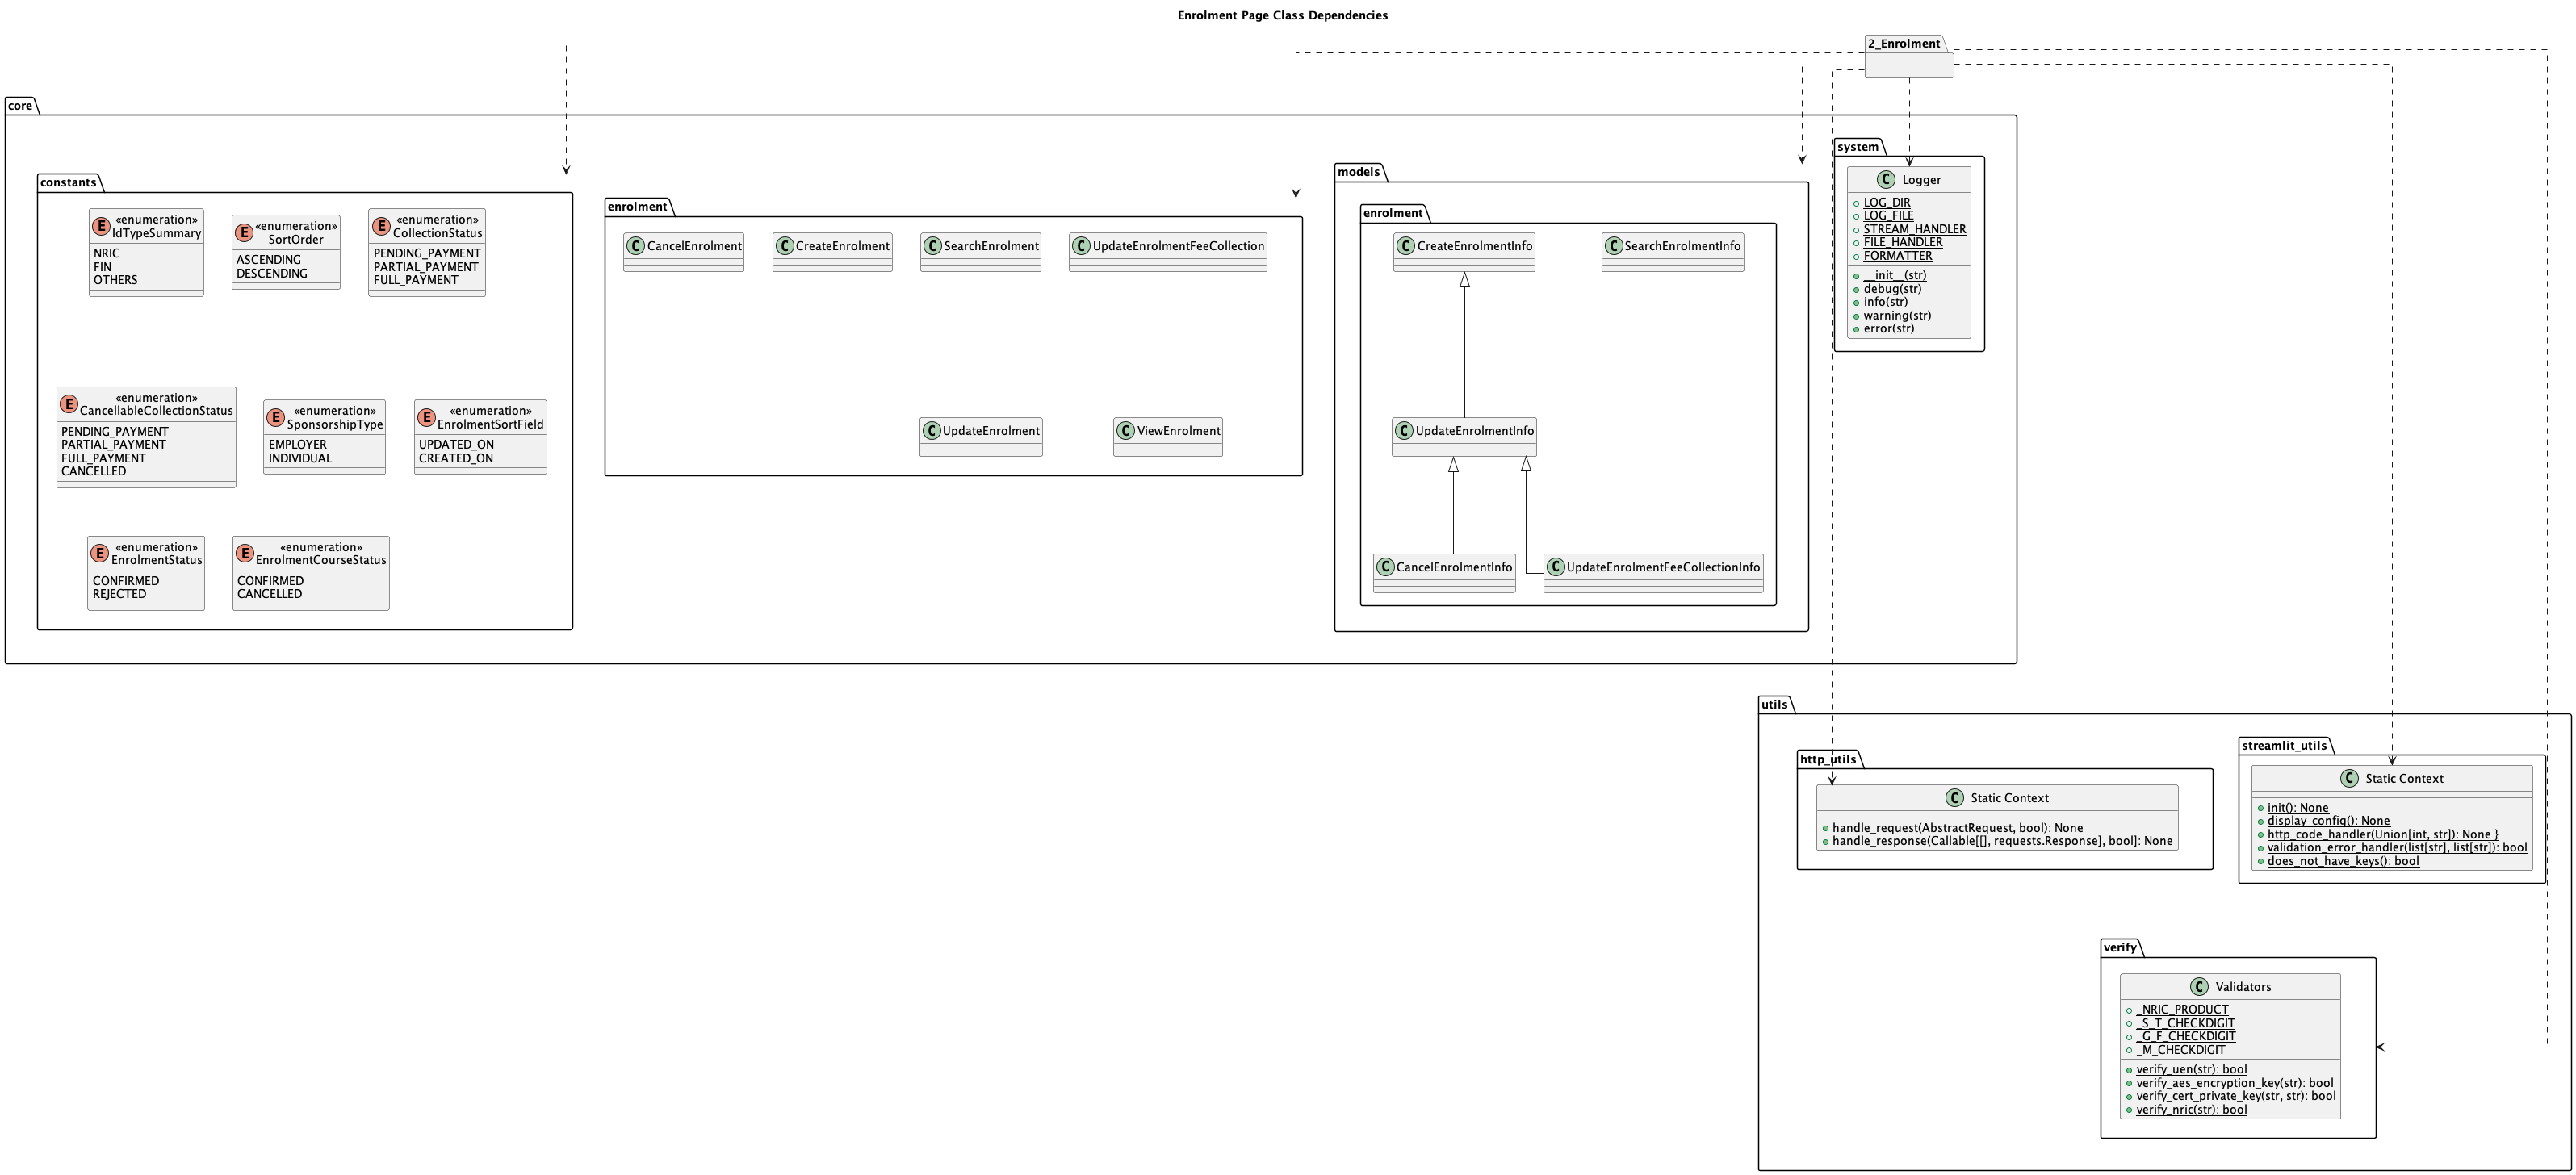 Enrolment Page Class Dependencies
2_Enrolment
core
constants
«enumeration»
IdTypeSummary
NRIC
FIN
OTHERS
«enumeration»
SortOrder
ASCENDING
DESCENDING
«enumeration»
CollectionStatus
PENDING_PAYMENT
PARTIAL_PAYMENT
FULL_PAYMENT
«enumeration»
CancellableCollectionStatus
PENDING_PAYMENT
PARTIAL_PAYMENT
FULL_PAYMENT
CANCELLED
«enumeration»
SponsorshipType
EMPLOYER
INDIVIDUAL
«enumeration»
EnrolmentSortField
UPDATED_ON
CREATED_ON
«enumeration»
EnrolmentStatus
CONFIRMED
REJECTED
«enumeration»
EnrolmentCourseStatus
CONFIRMED
CANCELLED
enrolment
CancelEnrolment
CreateEnrolment
SearchEnrolment
UpdateEnrolmentFeeCollection
UpdateEnrolment
ViewEnrolment
models
enrolment
CreateEnrolmentInfo
SearchEnrolmentInfo
UpdateEnrolmentInfo
CancelEnrolmentInfo
UpdateEnrolmentFeeCollectionInfo
system
Logger
LOG_DIR
LOG_FILE
STREAM_HANDLER
FILE_HANDLER
FORMATTER
__init__(str)
debug(str)
info(str)
warning(str)
error(str)
utils
http_utils
Static Context
handle_request(AbstractRequest, bool): None
handle_response(Callable[[], requests.Response], bool]: None
streamlit_utils
Static Context
init(): None
display_config(): None
http_code_handler(Union[int, str]): None }
validation_error_handler(list[str], list[str]): bool
does_not_have_keys(): bool
verify
Validators
_NRIC_PRODUCT
_S_T_CHECKDIGIT
_G_F_CHECKDIGIT
_M_CHECKDIGIT
verify_uen(str): bool
verify_aes_encryption_key(str): bool
verify_cert_private_key(str, str): bool
verify_nric(str): bool